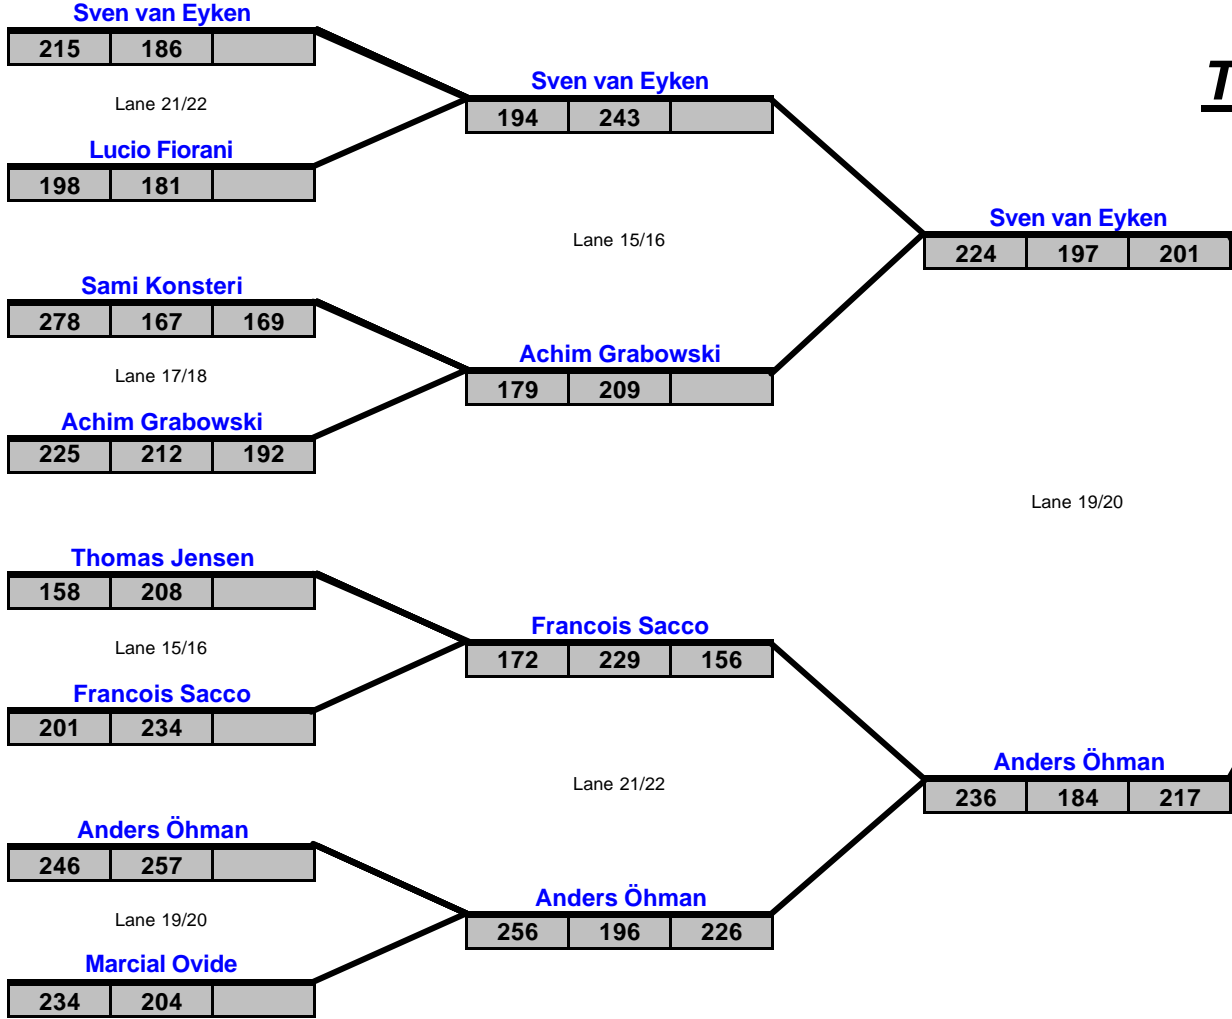 Sven van Eyken
215 186
Lane 21/22
Lucio Fiorani
198 181
Sami Konsteri
278 167 169
Lane 17/18
Achim Grabowski
225 212 192
Thomas Jensen
158 208
Lane 15/16
Francois Sacco
201 234
Anders Öhman
246 257
Lane 19/20
Marcial Ovide
234 204
Sven van Eyken
194 243
Lane 15/16
Achim Grabowski
179 209
Francois Sacco
172 229 156
Lane 21/22
Anders Öhman
256 196 226
Sven van Eyken
224 197 201
Lane 19/20
Anders Öhman
236 184 217
T